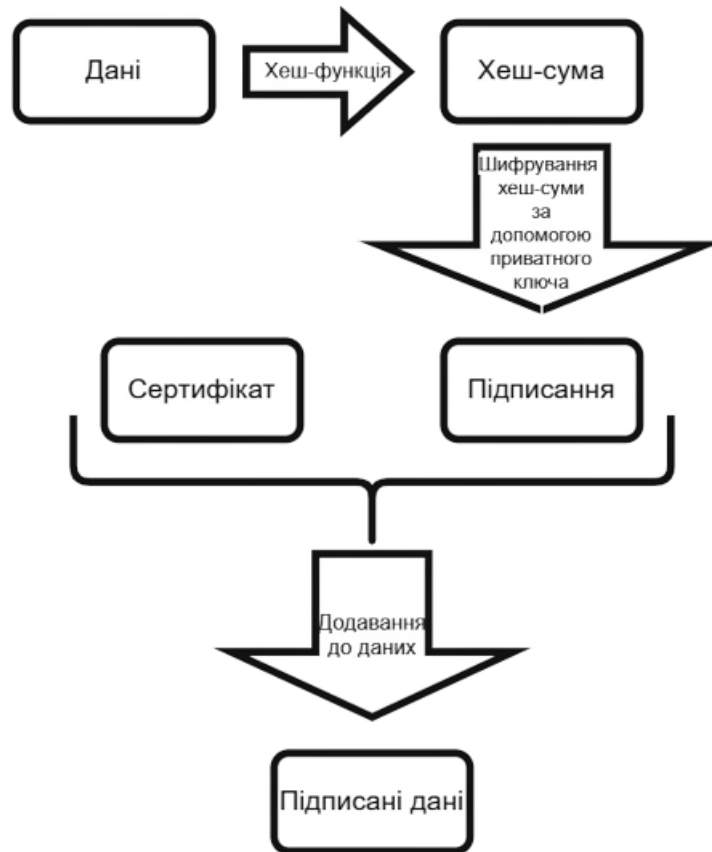 Дані
Хеш-функція
Хеш-сума
Шифрування
хеш-суми
за
допомогою
приватного
ключа
Сертифікат
Підписання
Додавання
до даних
Підписані дані